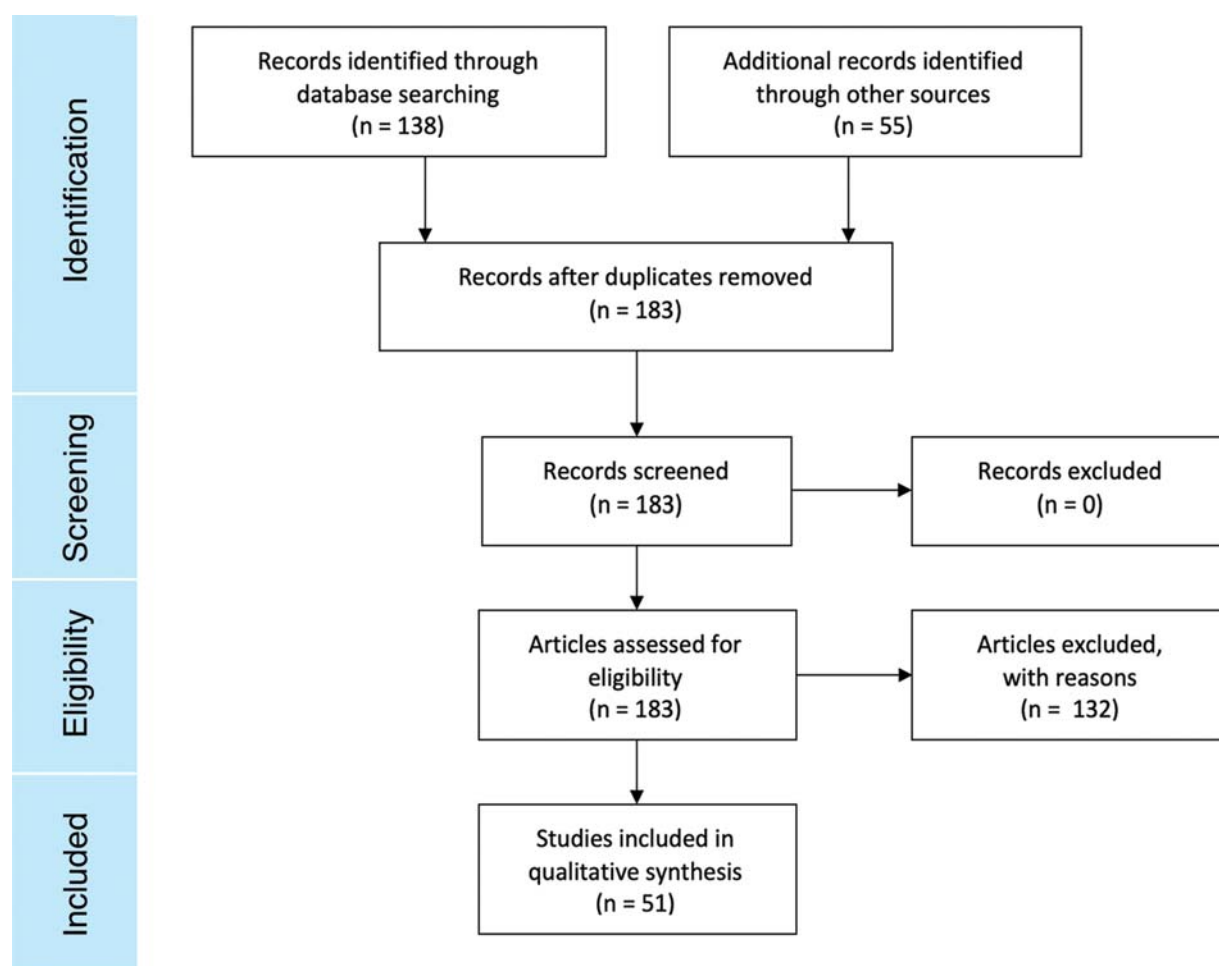 Identification
Records identified through
database searching
(n = 138)
Additional records identified
through other sources
(n = 55)
Records after duplicates removed
(n = 183)
Screening
Records screened
(n = 183)
Records excluded
(n = 0)
Eligibility
Articles assessed for
eligibility
(n = 183)
Articles excluded,
with reasons
(n = 132)
Included
Studies included in
qualitative synthesis
(n = 51)